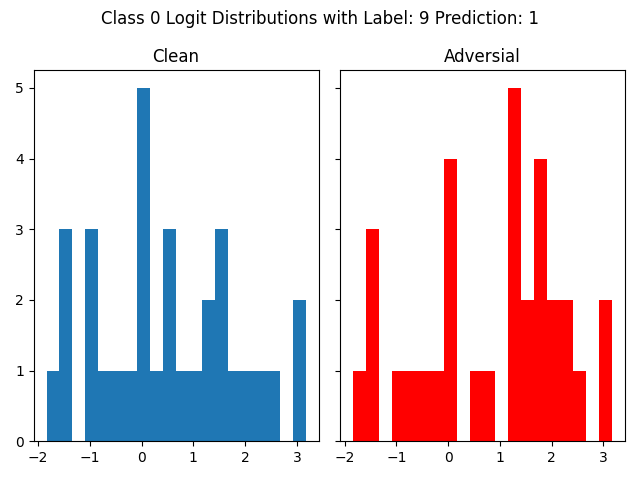 Class 0 Logit Distributions with Label: 9 Prediction: 1
Clean
Adversial
5
4
3
2
1
0
−2 −1 0 1 2 3
−2 −1 0 1 2 3